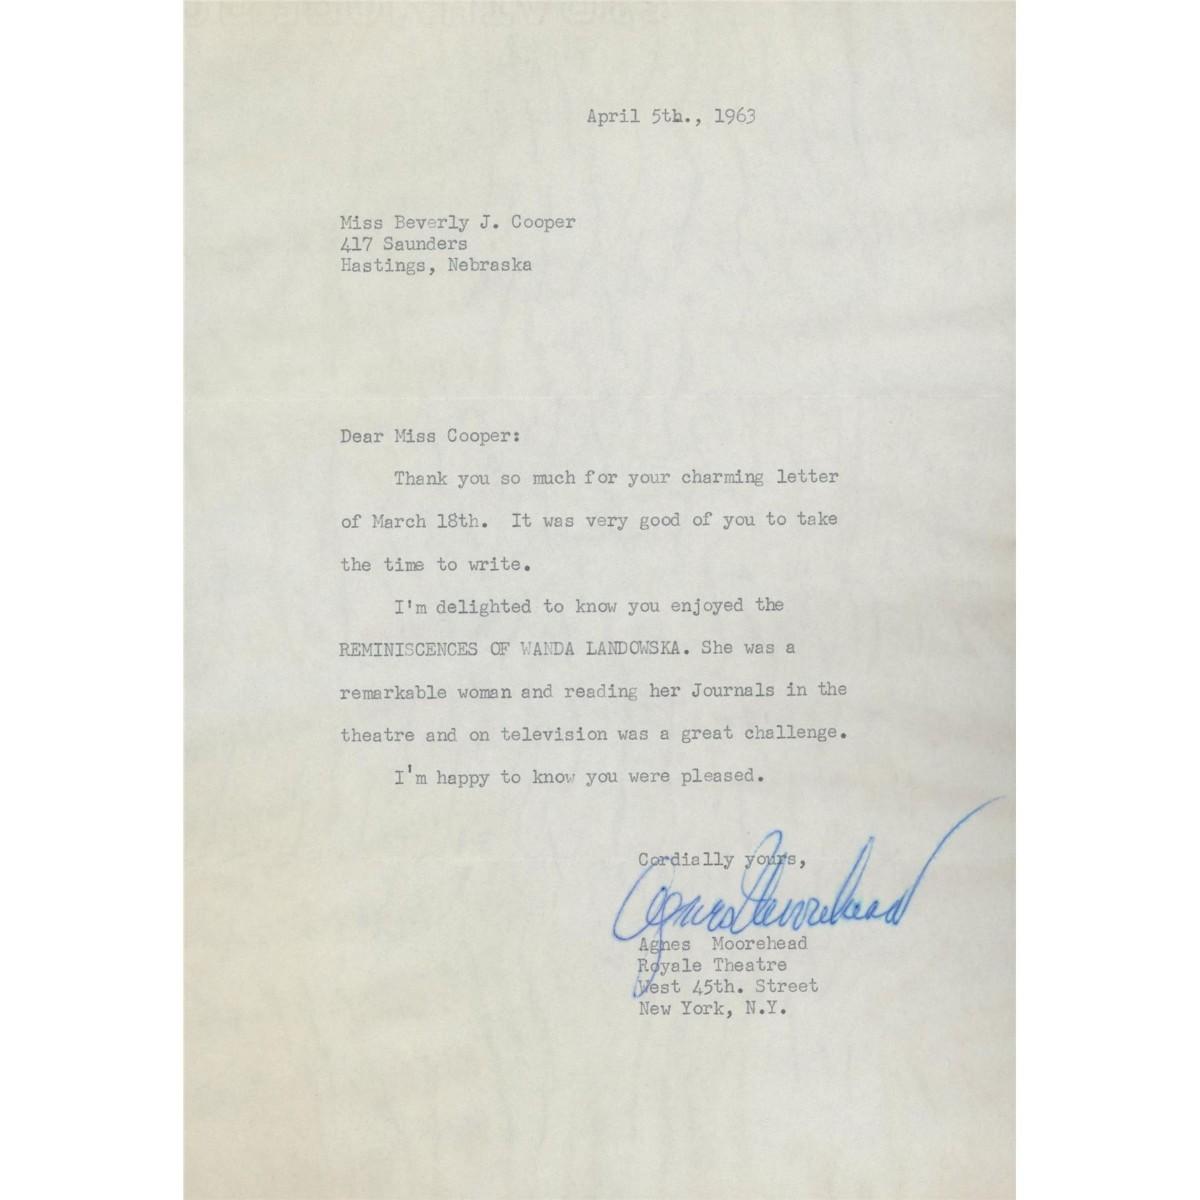 April 5th., 1963
Miss Beverly J. Cooper
417 Saunders
Hastings, Nebraska
Dear Miss Cooper:
Thank you so much for your charming letter
of March 18th. It was very good of you to take
the time to write.
I'm delighted to know you enjoyed the
REMINISCENCES OF WANDA LANDOWSKA. She was a
remarkable woman and reading her Journals in the
theatre and on television was a great challenge.
I'm happy to know you were pleased.
Cordially yours,
Agnes Moorehead
Agnes Moorehead
Royale Theatre
West 45th. Street
New York, N.Y.